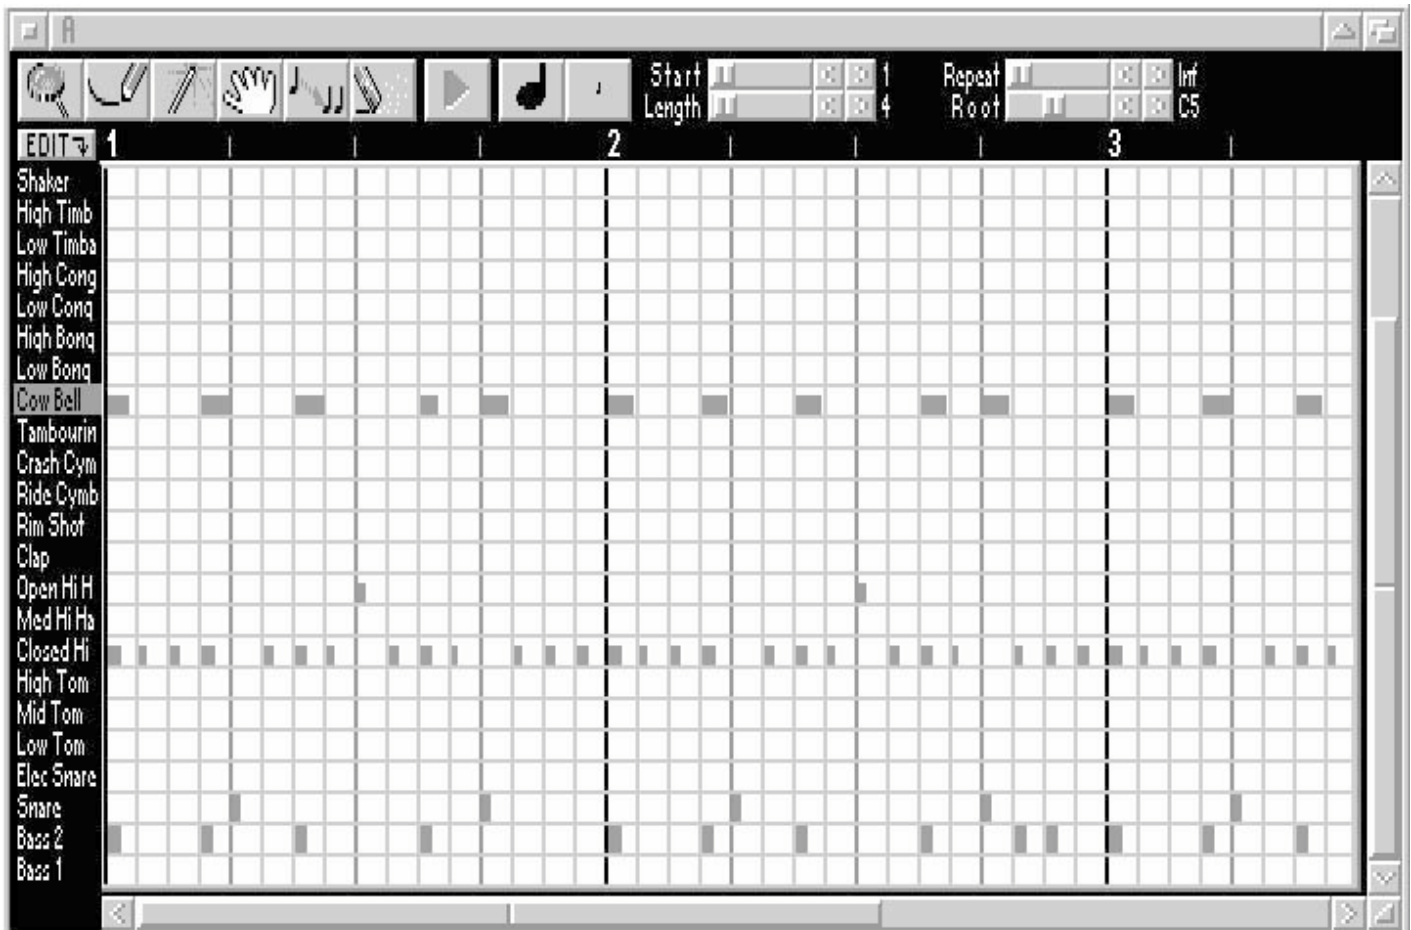 A
Start 1 Repeat Inf
Length 4 Root C5
EDIT 1 2 3
Shaker
High Timb
Low Timba
High Cong
Low Cong
High Bong
Low Bong
Cow Bell
Tambourin
Crash Cym
Ride Cymb
Rim Shot
Clap
Open Hi H
Med Hi Ha
Closed Hi
High Tom
Mid Tom
Low Tom
Elec Snare
Snare
Bass 2
Bass 1